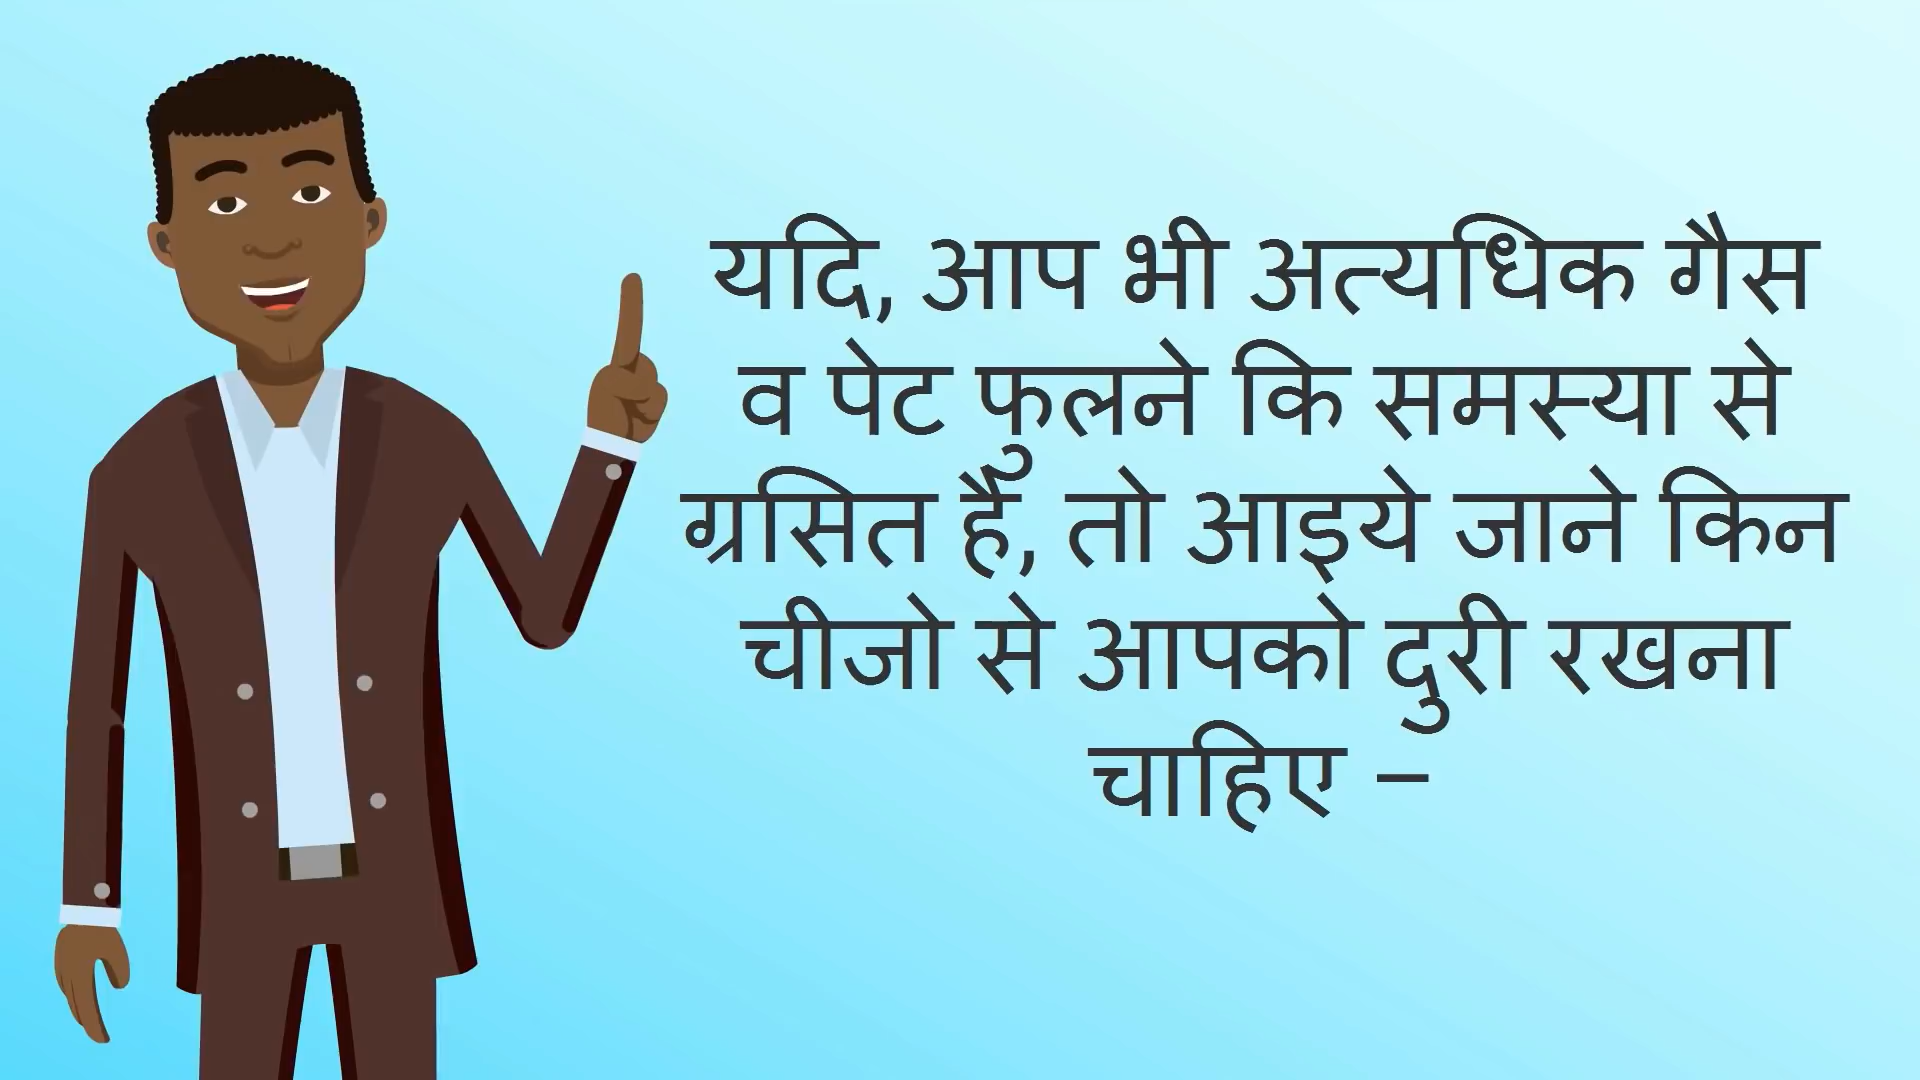 यदि, आप भी अत्यधिक गैस
व पेट फुलने कि समस्या से
ग्रसित हैं, तो आइये जाने किन
चीजो से आपको दुरी रखना
चाहिए –